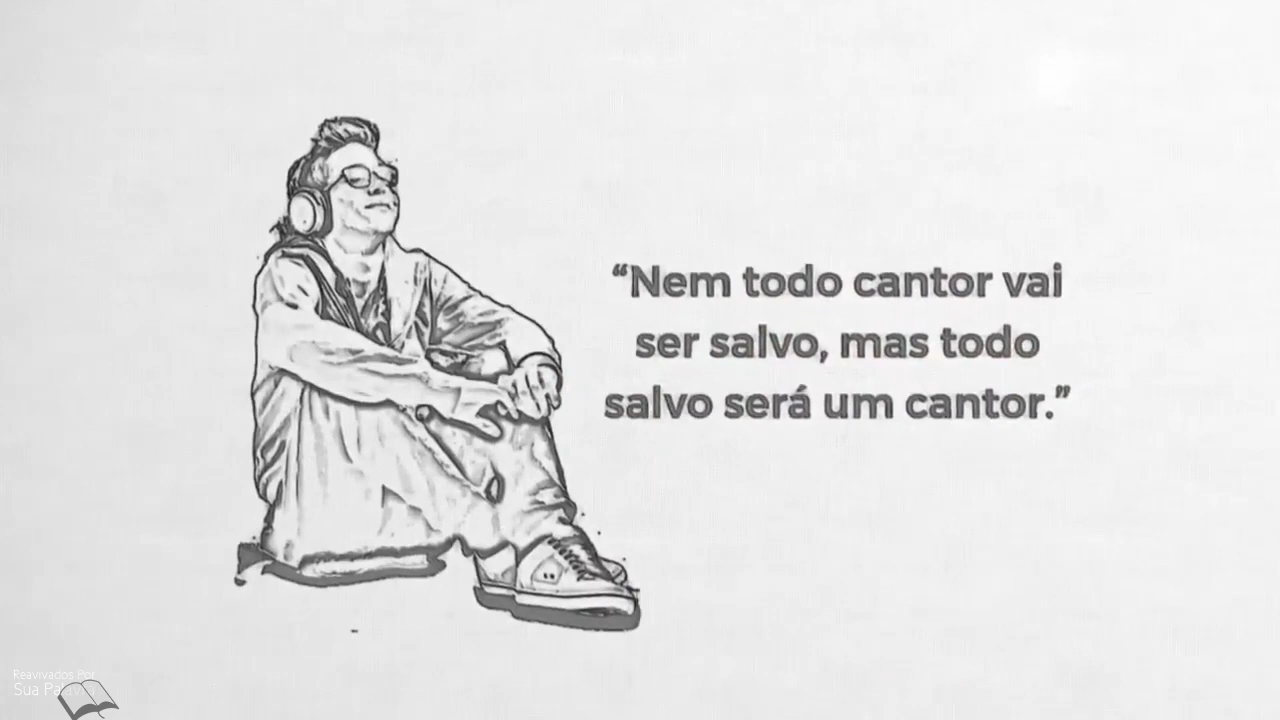 “Nem todo cantor vai
ser salvo, mas todo
salvo será um cantor.”
Reavivados Por
Sua Palavra